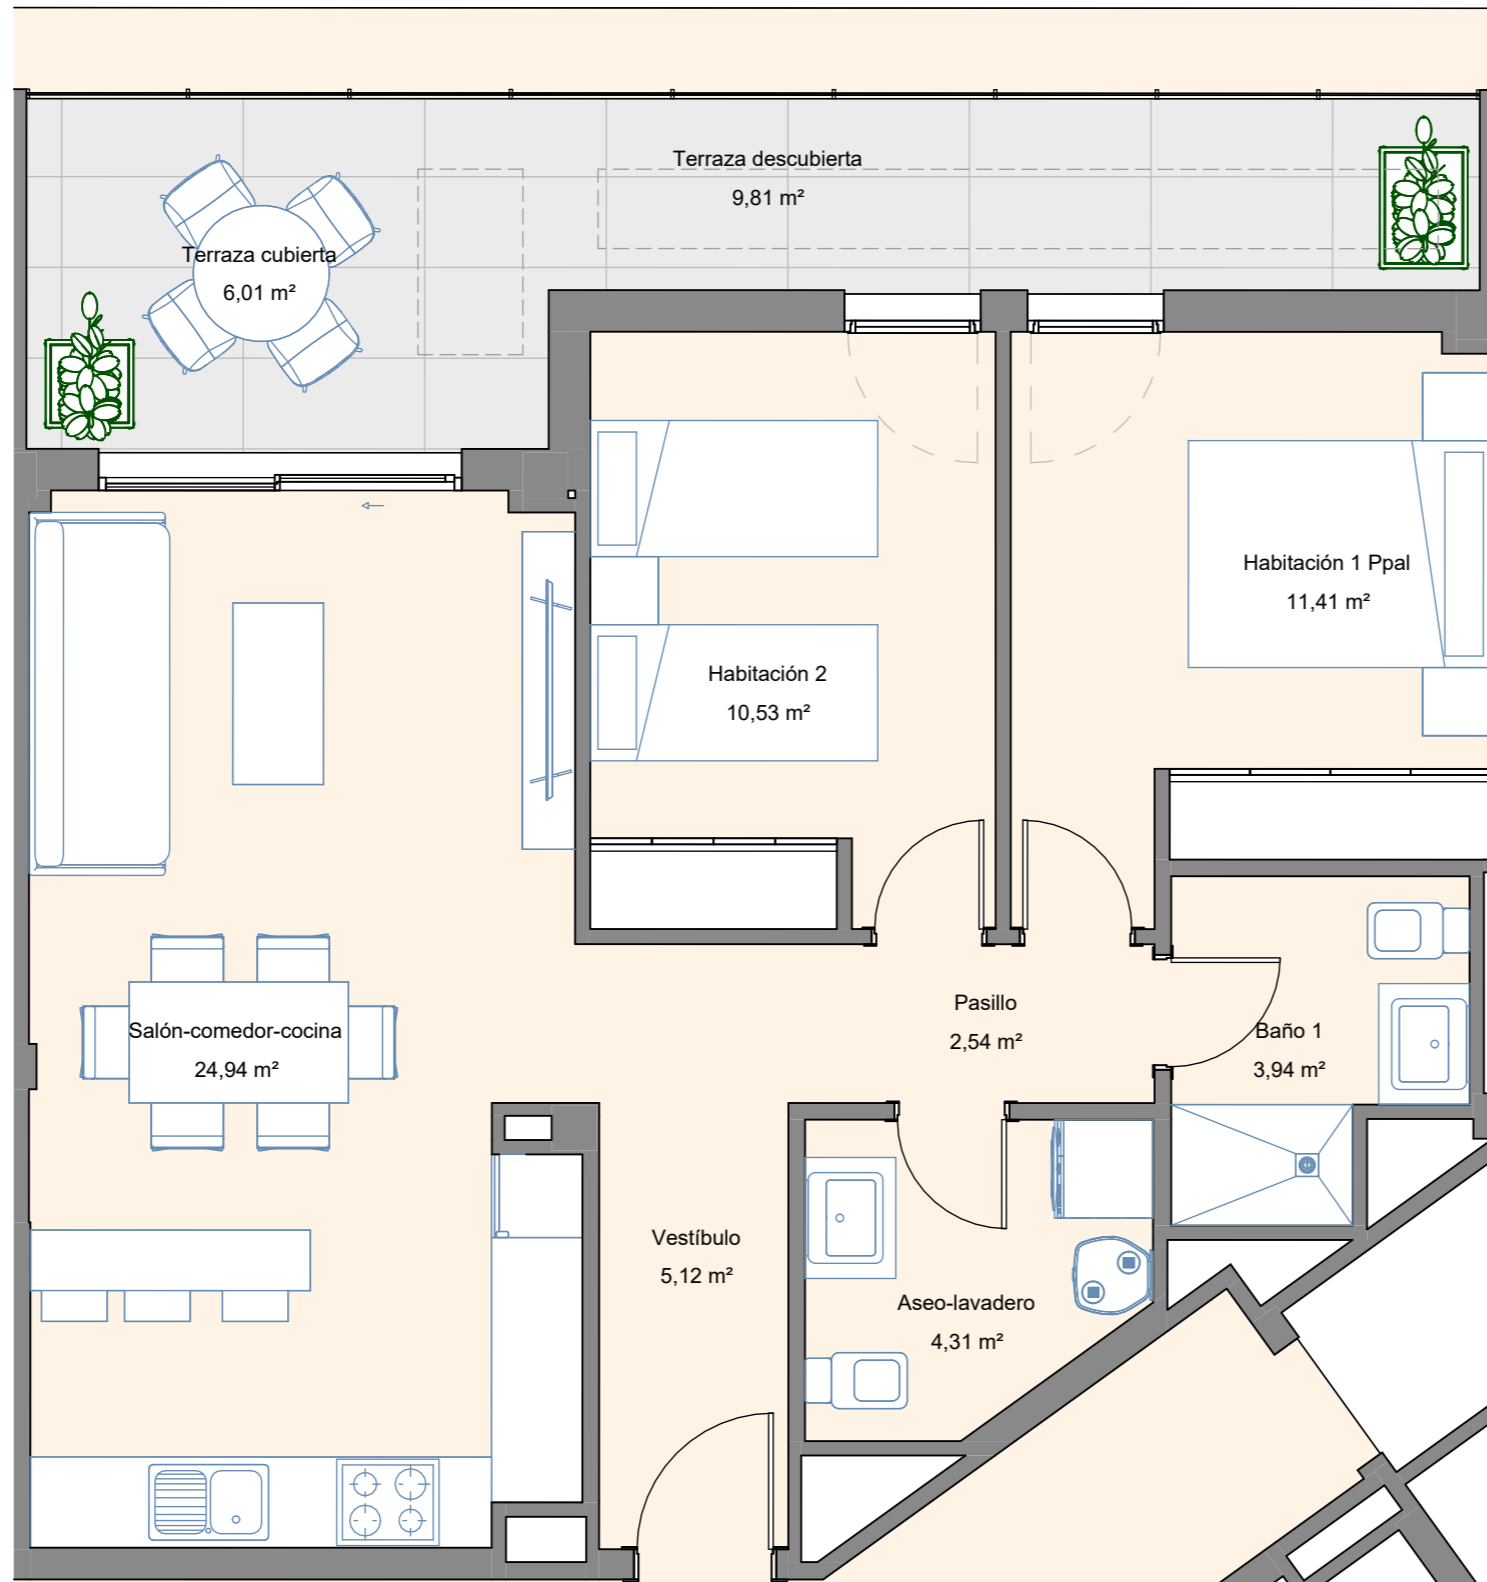 Terraza descubierta
9,81 m²
Terraza cubierta
6,01 m²
Habitación 1 Ppal
11,41 m²
Habitación 2
10,53 m²
Pasillo
2,54 m²
Salón-comedor-cocina
24,94 m²
Baño 1
3,94 m²
Vestíbulo
5,12 m²
Aseo-lavadero
4,31 m²